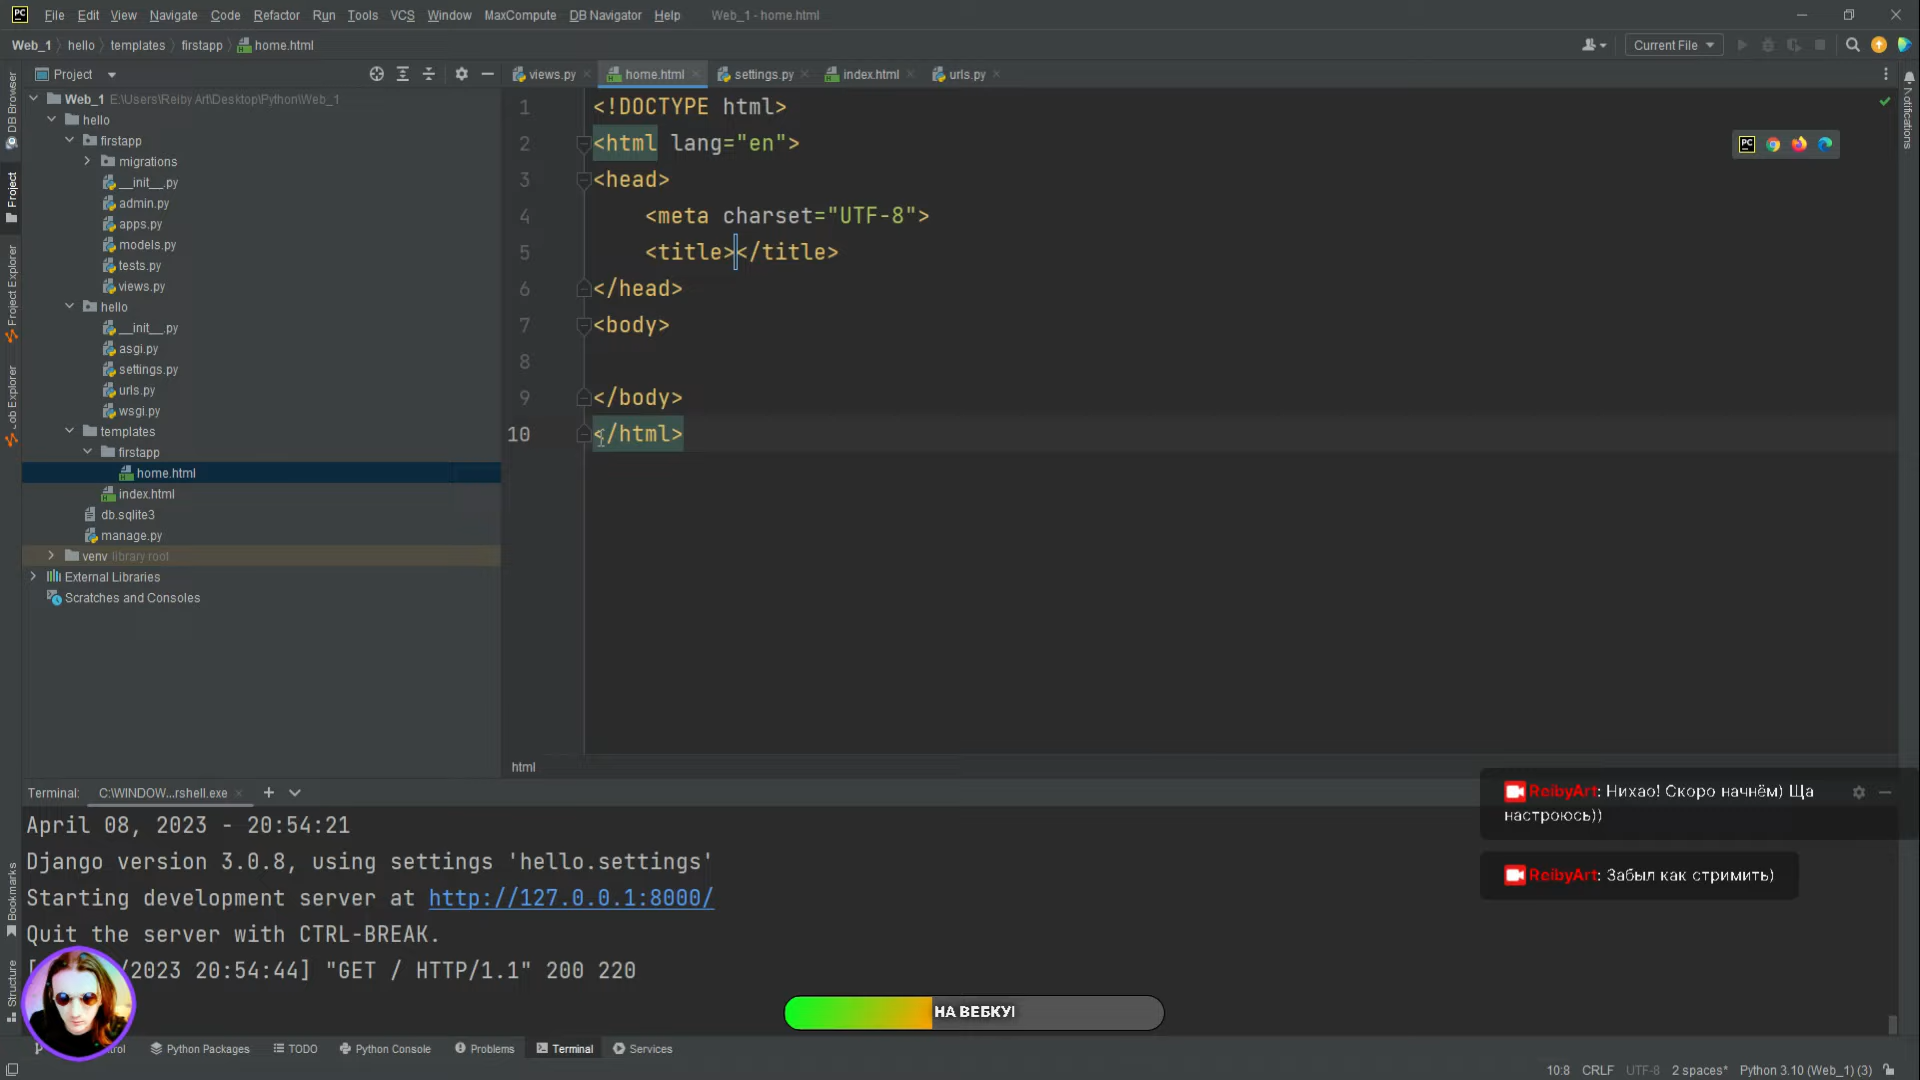 File Edit View Navigate Code Refactor Run Tools VCS Window MaxCompute DB Navigator Help Web_1 - home.html
Web_1 hello templates firstapp home.html
Current File
Project
views.py home.html settings.py index.html urls.py
DB Browser
Project
Project Explorer
Job Explorer
Bookmarks
Structure
Notifications
Web_1 E:\Users\Reiby Art\Desktop\Python\Web_1
hello
firstapp
migrations
__init__.py
admin.py
apps.py
models.py
tests.py
views.py
hello
__init__.py
asgi.py
settings.py
urls.py
wsgi.py
templates
firstapp
home.html
index.html
db.sqlite3
manage.py
venv library root
External Libraries
Scratches and Consoles
1 <!DOCTYPE html>
2 <html lang="en">
3 <head>
4 <meta charset="UTF-8">
5 <title></title>
6 </head>
7 <body>
8
9 </body>
10 </html>
html
Terminal: C:\WINDOW...rshell.exe
April 08, 2023 - 20:54:21
Django version 3.0.8, using settings 'hello.settings'
Starting development server at http://127.0.0.1:8000/
Quit the server with CTRL-BREAK.
[ /2023 20:54:44] "GET / HTTP/1.1" 200 220
ReibyArt: Нихао! Скоро начнём) Ща
настроюсь))
ReibyArt: Забыл как стримить)
НА ВЕБКУ!
Python Packages TODO Python Console Problems Terminal Services
10:8 CRLF UTF-8 2 spaces* Python 3.10 (Web_1) (3)